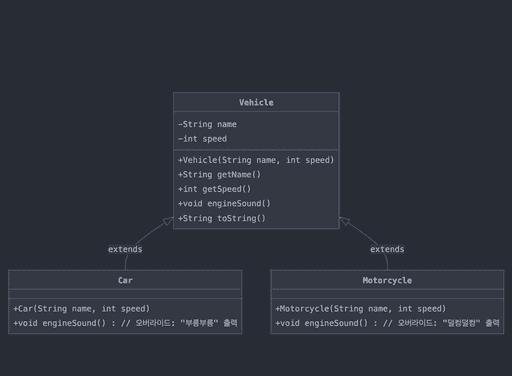 Vehicle
-String name
-int speed
+Vehicle(String name, int speed)
+String getName()
+int getSpeed()
+void engineSound()
+String toString()
extends
extends
Car
+Car(String name, int speed)
+void engineSound() : // 오버라이드: "부릉부릉" 출력
Motorcycle
+Motorcycle(String name, int speed)
+void engineSound() : // 오버라이드: "덜컹덜컹" 출력